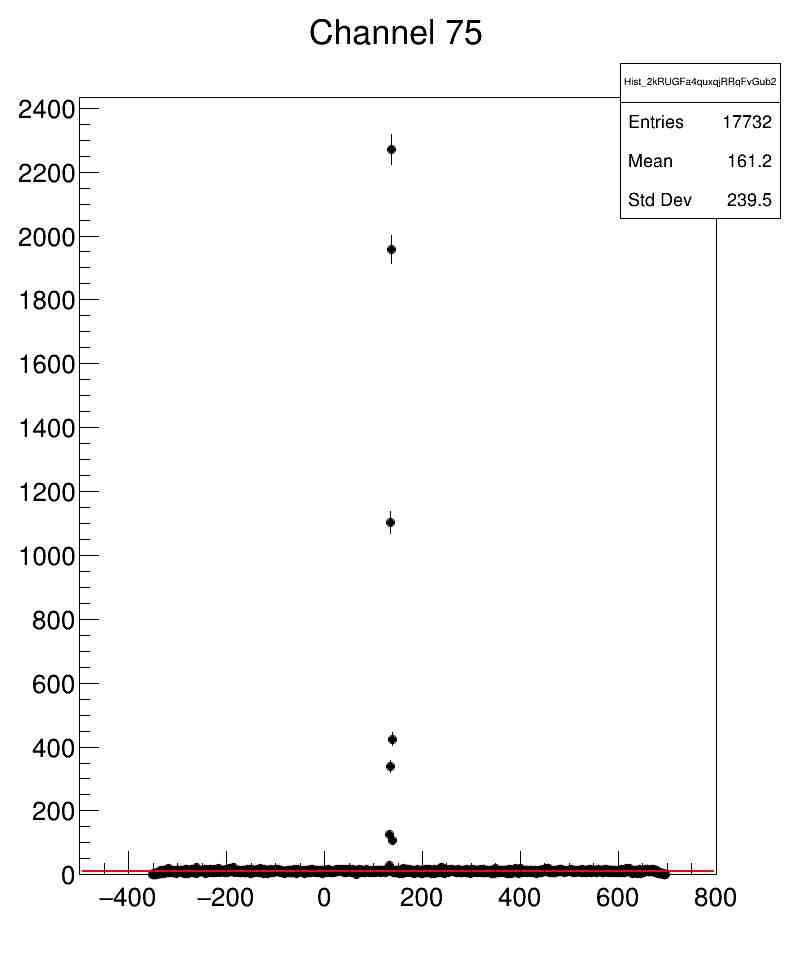 Channel 75
Hist_2kRUGFa4quxqjRRqFvGub2
Entries 17732
Mean 161.2
Std Dev 239.5
2400
2200
2000
1800
1600
1400
1200
1000
800
600
400
200
0
−400 −200 0 200 400 600 800